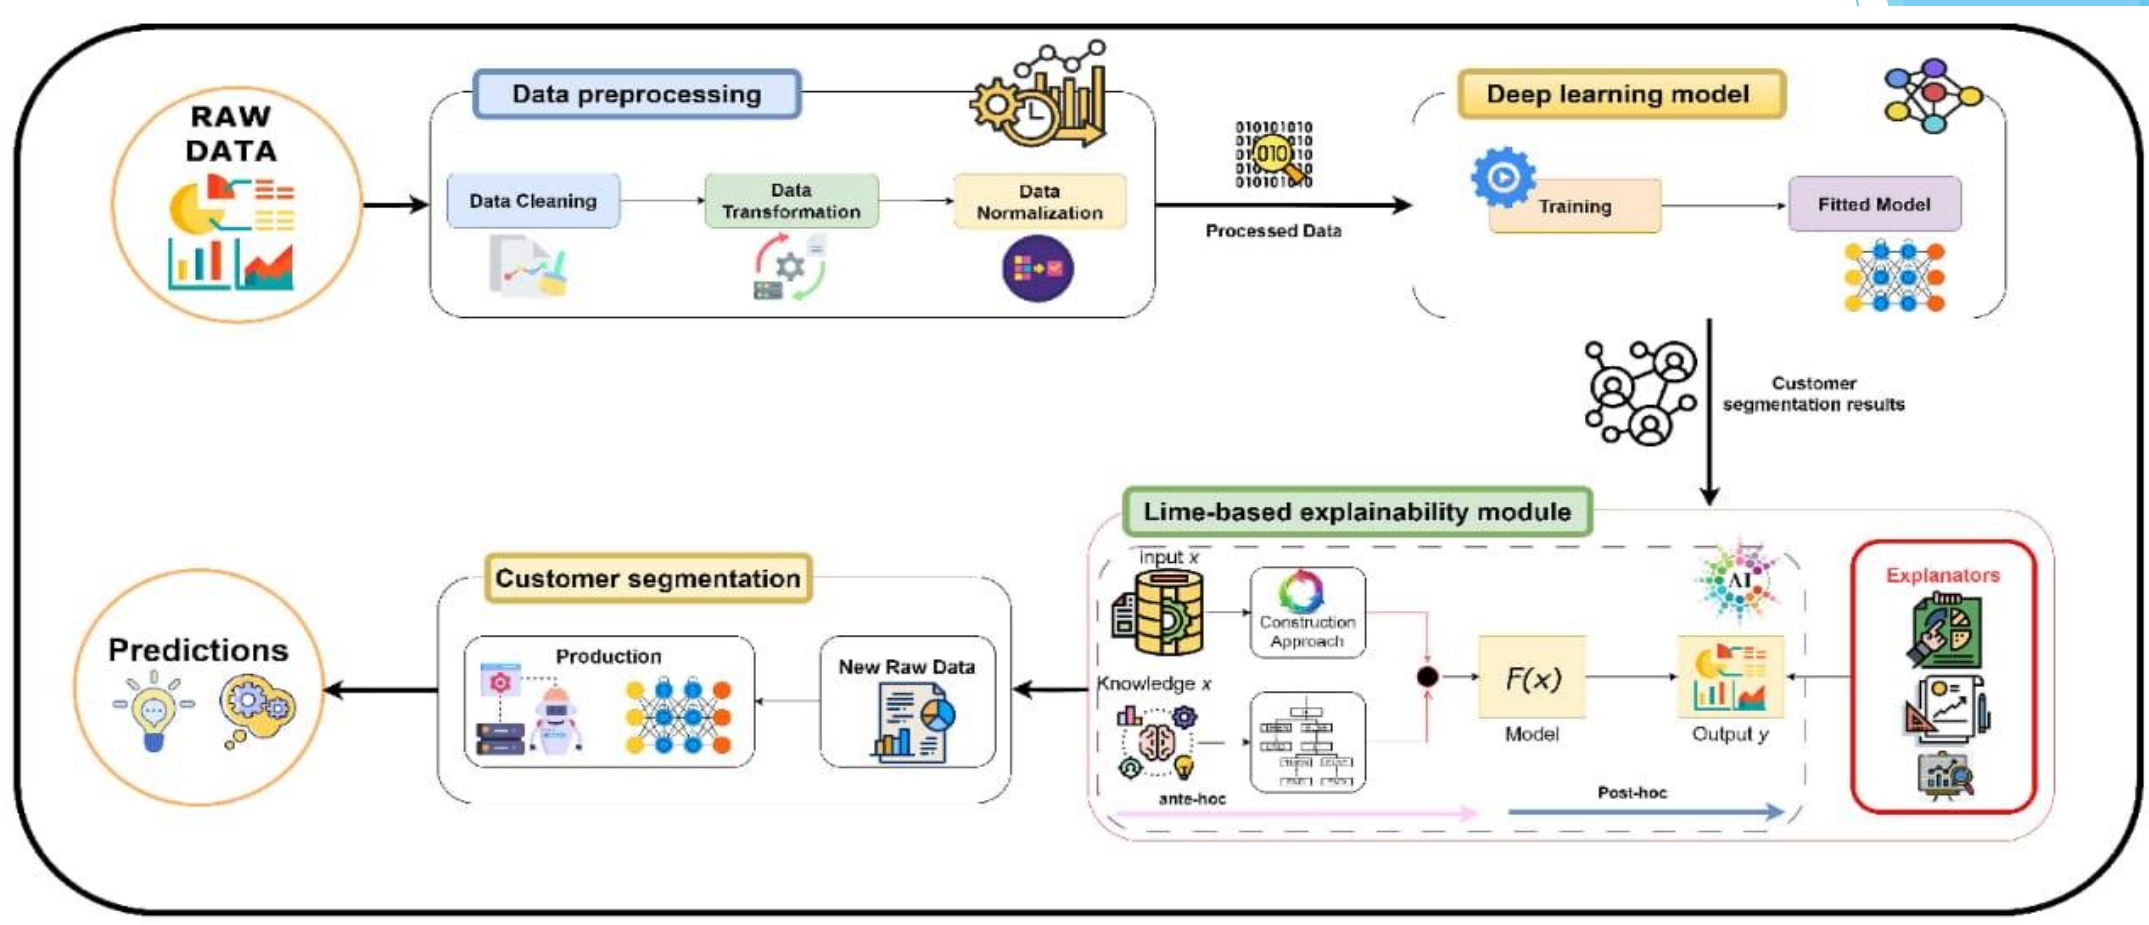 RAW
DATA
Data preprocessing
Data Cleaning
Data
Transformation
Data
Normalization
010101010
010
Processed Data
Deep learning model
Training
Fitted Model
Customer
segmentation results
Lime-based explainability module
Input x
Construction
Approach
Knowledge x
F(x)
Model
AI
Output y
Explanators
ante-hoc
Post-hoc
Customer segmentation
Production
New Raw Data
Predictions